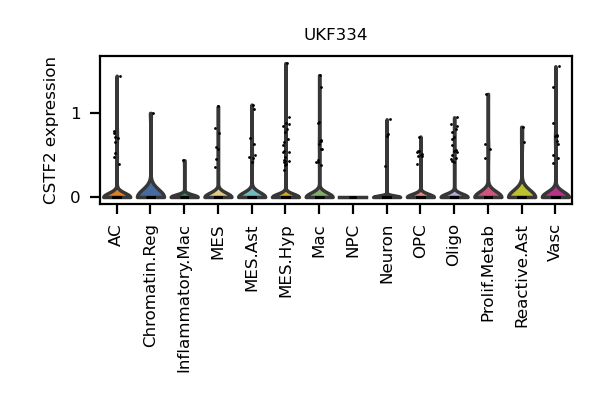 UKF334
CSTF2 expression
1
0
AC
Chromatin.Reg
Inflammatory.Mac
MES
MES.Ast
MES.Hyp
Mac
NPC
Neuron
OPC
Oligo
Prolif.Metab
Reactive.Ast
Vasc